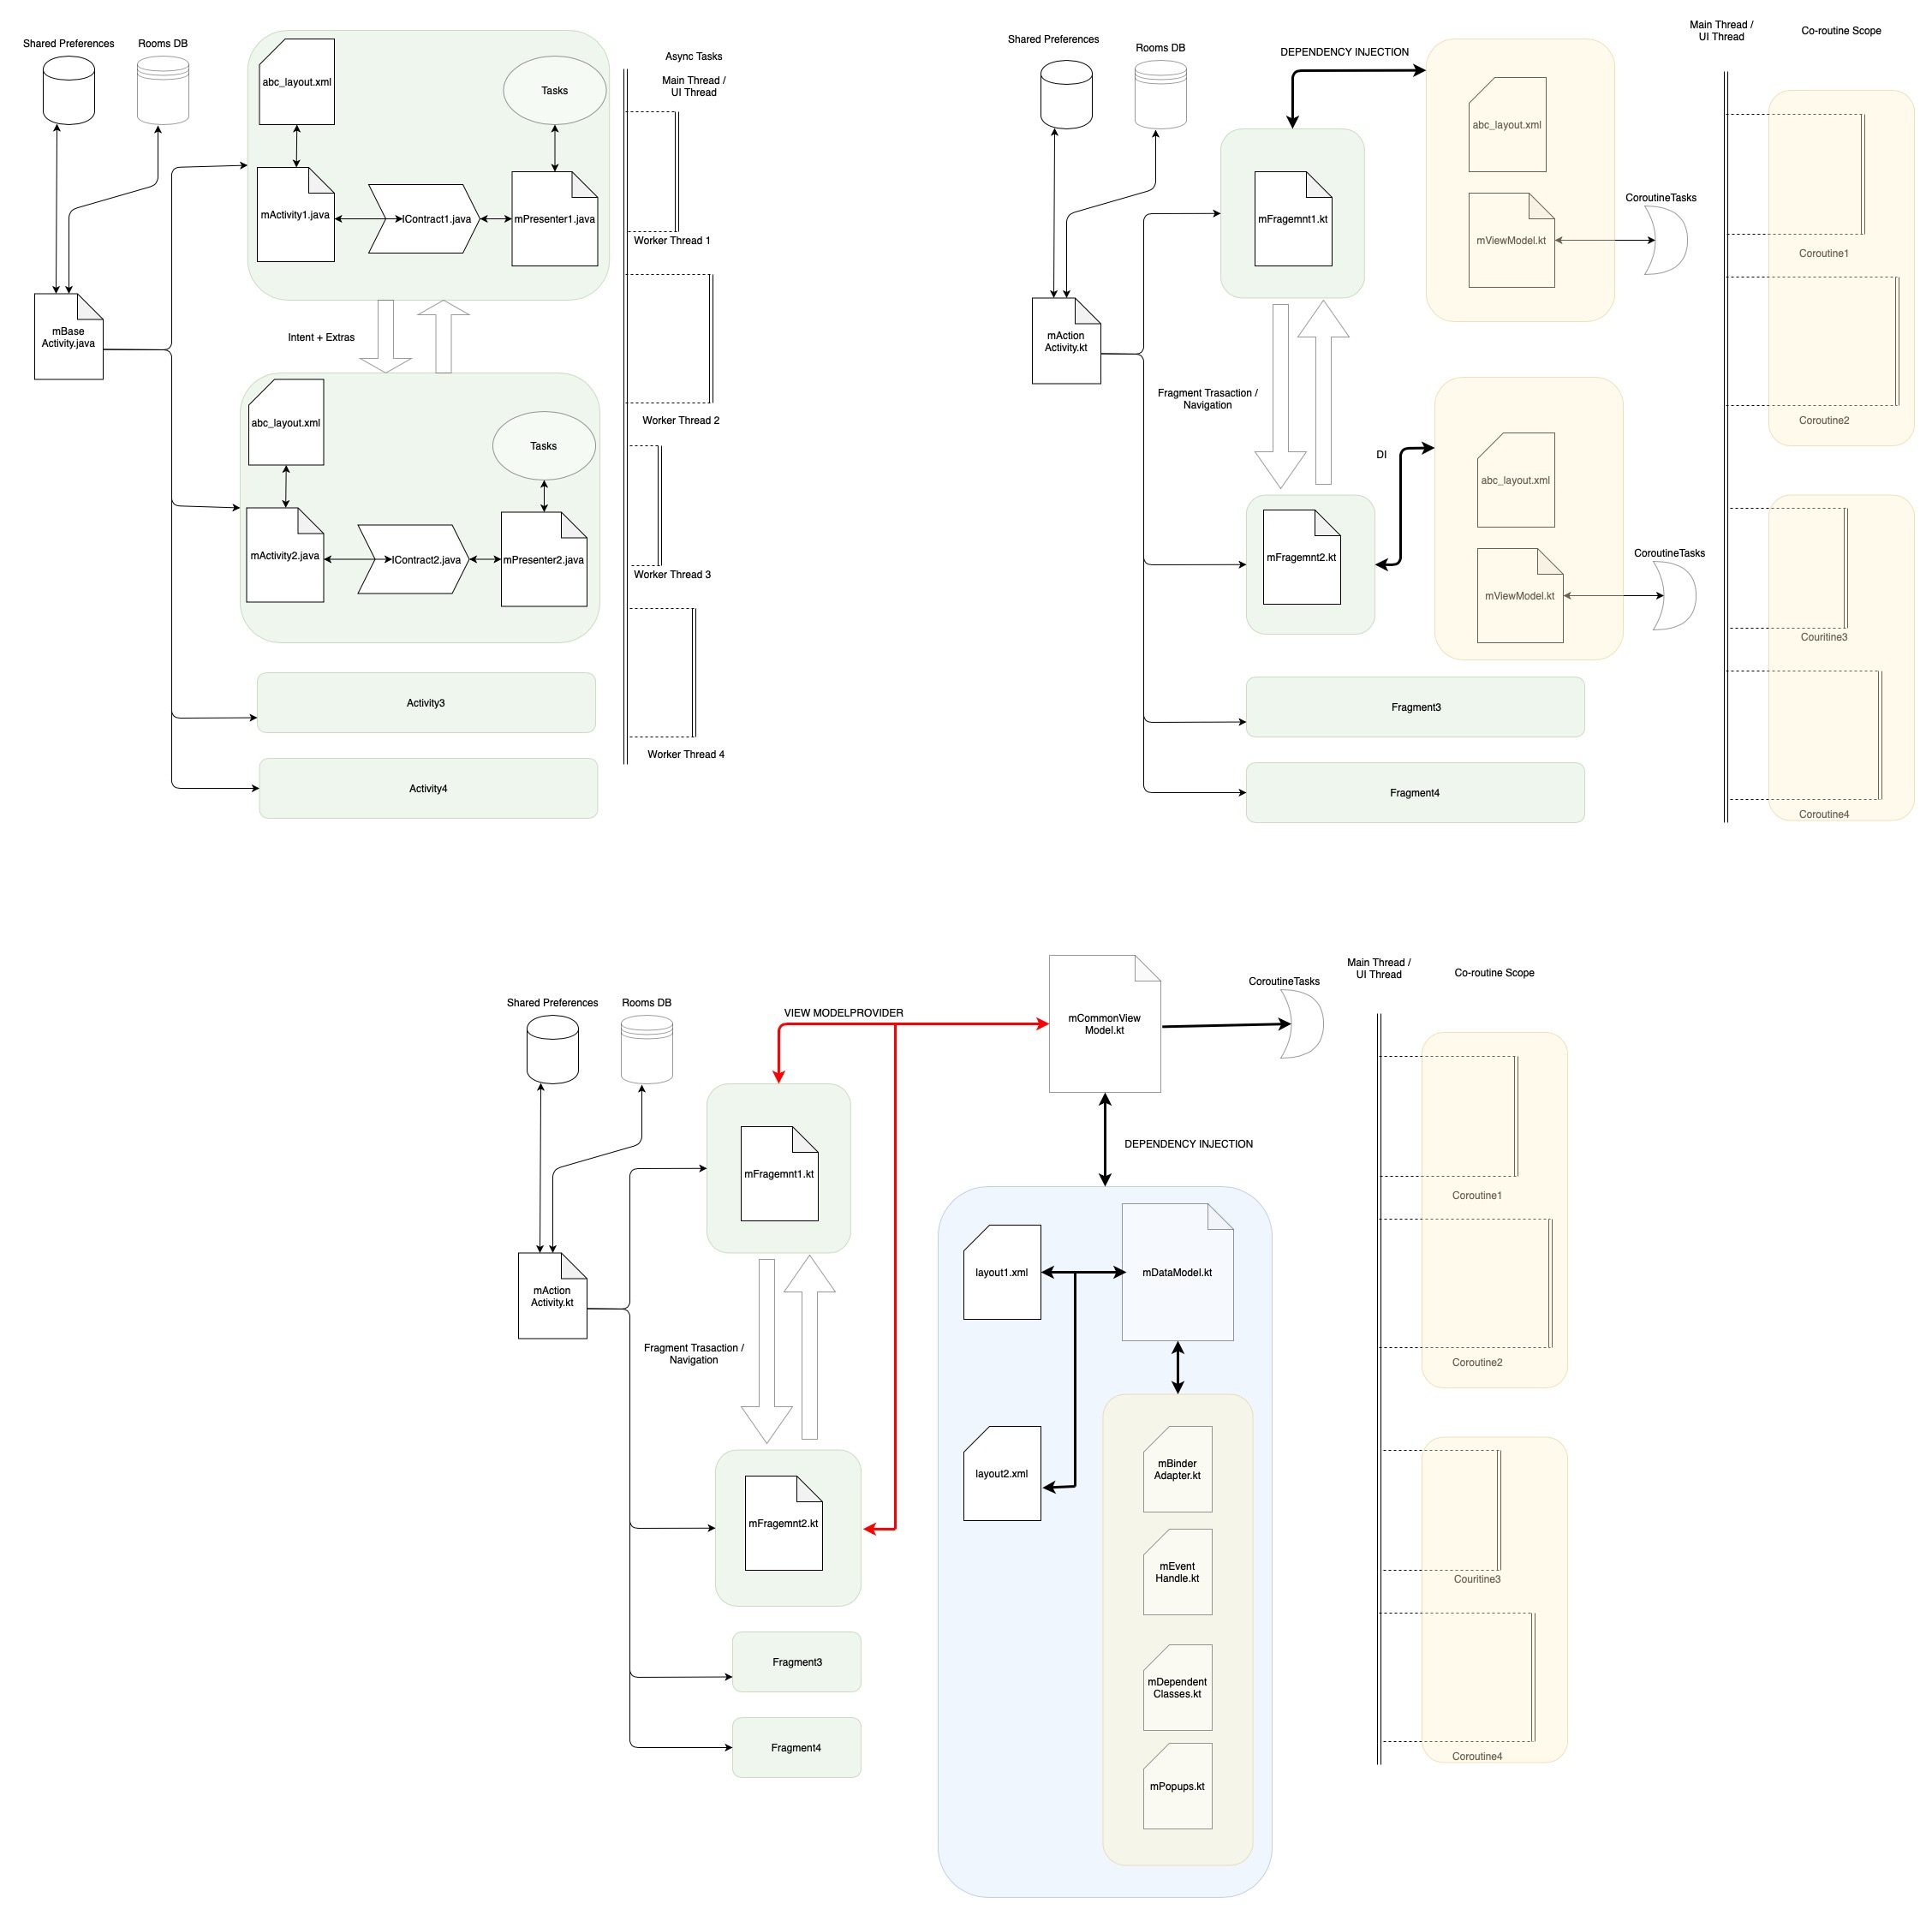 Shared Preferences
Rooms DB
abc_layout.xml
Tasks
mActivity1.java
IContract1.java
mPresenter1.java
mBase
Activity.java
Intent + Extras
abc_layout.xml
Tasks
mActivity2.java
IContract2.java
mPresenter2.java
Activity3
Activity4
Async Tasks
Main Thread /
UI Thread
Worker Thread 1
Worker Thread 2
Worker Thread 3
Worker Thread 4
Shared Preferences
Rooms DB
DEPENDENCY INJECTION
abc_layout.xml
mFragemnt1.kt
mViewModel.kt
CoroutineTasks
mAction
Activity.kt
Fragment Trasaction /
Navigation
DI
abc_layout.xml
mFragemnt2.kt
mViewModel.kt
CoroutineTasks
Fragment3
Fragment4
Main Thread /
UI Thread
Co-routine Scope
Coroutine1
Coroutine2
Couritine3
Coroutine4
Shared Preferences
Rooms DB
VIEW MODELPROVIDER
mCommonView
Model.kt
CoroutineTasks
DEPENDENCY INJECTION
mFragemnt1.kt
mAction
Activity.kt
Fragment Trasaction /
Navigation
mFragemnt2.kt
Fragment3
Fragment4
layout1.xml
mDataModel.kt
layout2.xml
mBinder
Adapter.kt
mEvent
Handle.kt
mDependent
Classes.kt
mPopups.kt
Main Thread /
UI Thread
Co-routine Scope
Coroutine1
Coroutine2
Couritine3
Coroutine4